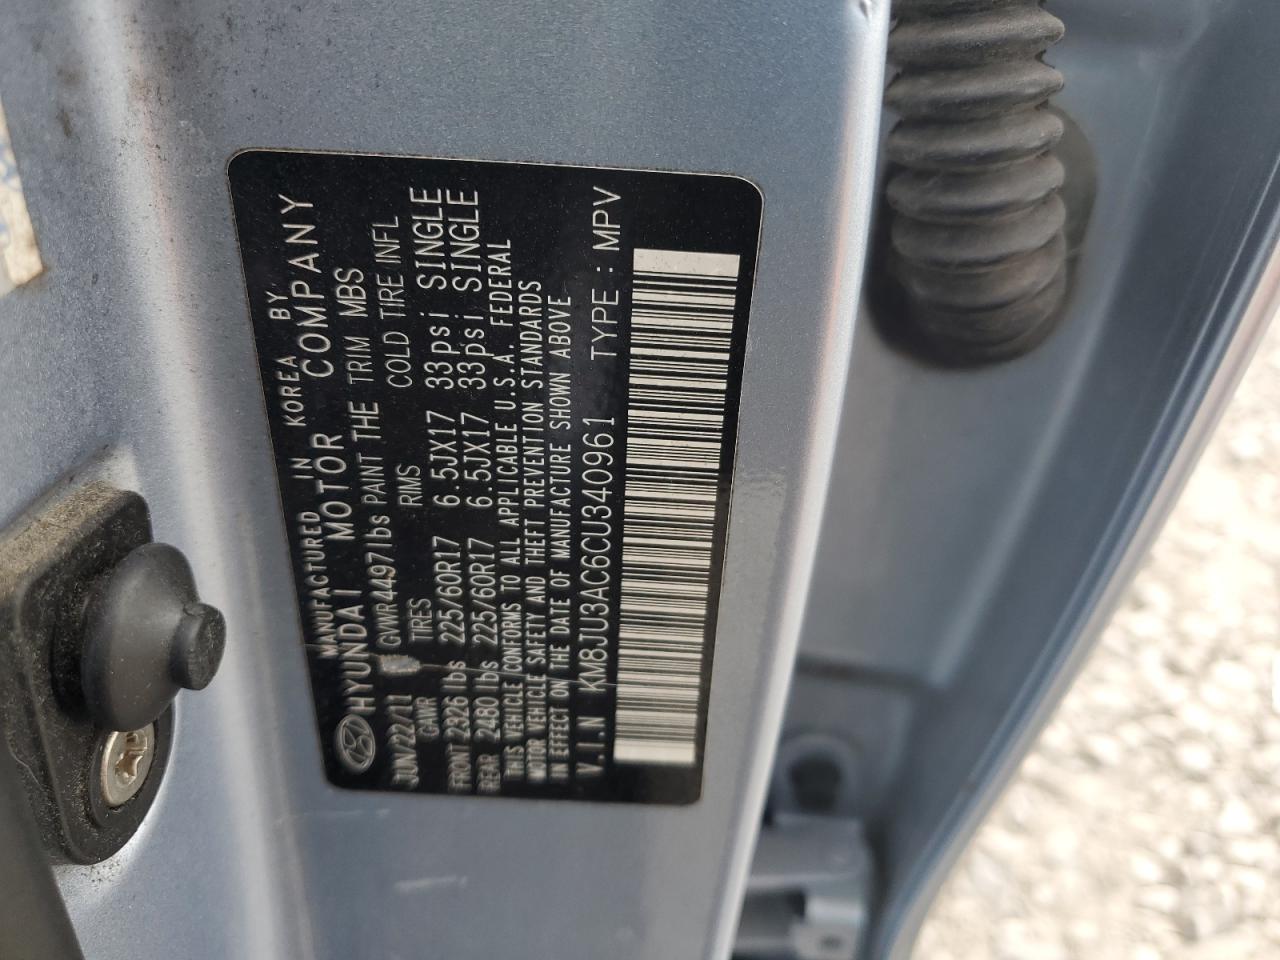 MANUFACTURED IN KOREA BY
HYUNDAI MOTOR COMPANY
JUN/22/11 GVWR4497lbs PAINT THE TRIM MBS
GAWR TIRES RMS COLD TIRE INFL
FRONT 2326 lbs 225/60R17 6.5JX17 33psi SINGLE
REAR 2480 lbs 225/60R17 6.5JX17 33psi SINGLE
THIS VEHICLE CONFORMS TO ALL APPLICABLE U.S.A. FEDERAL
MOTOR VEHICLE SAFETY AND THEFT PREVENTION STANDARDS
IN EFFECT ON THE DATE OF MANUFACTURE SHOWN ABOVE
V.I.N KM8JU3AC6CU340961 TYPE : MPV